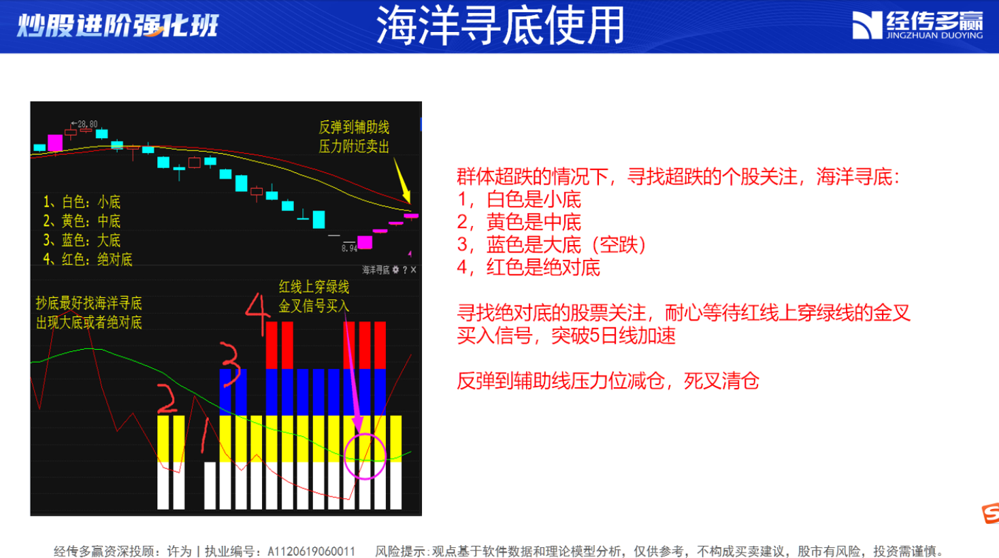 炒股进阶强化班
海洋寻底使用
经传多赢
JINGZHUAN DUOYING
←28.80
反弹到辅助线
压力附近卖出
1、白色：小底
2、黄色：中底
3、蓝色：大底
4、红色：绝对底
8.94
海洋寻底 ? X
红线上穿绿线
金叉信号买入
抄底最好找海洋寻底
出现大底或者绝对底
4
3
2
1
群体超跌的情况下，寻找超跌的个股关注，海洋寻底：
1，白色是小底
2，黄色是中底
3，蓝色是大底（空跌）
4，红色是绝对底
寻找绝对底的股票关注，耐心等待红线上穿绿线的金叉
买入信号，突破5日线加速
反弹到辅助线压力位减仓，死叉清仓
S
经传多赢资深投顾：许为丨执业编号：A1120619060011 风险提示:观点基于软件数据和理论模型分析，仅供参考，不构成买卖建议，股市有风险，投资需谨慎。